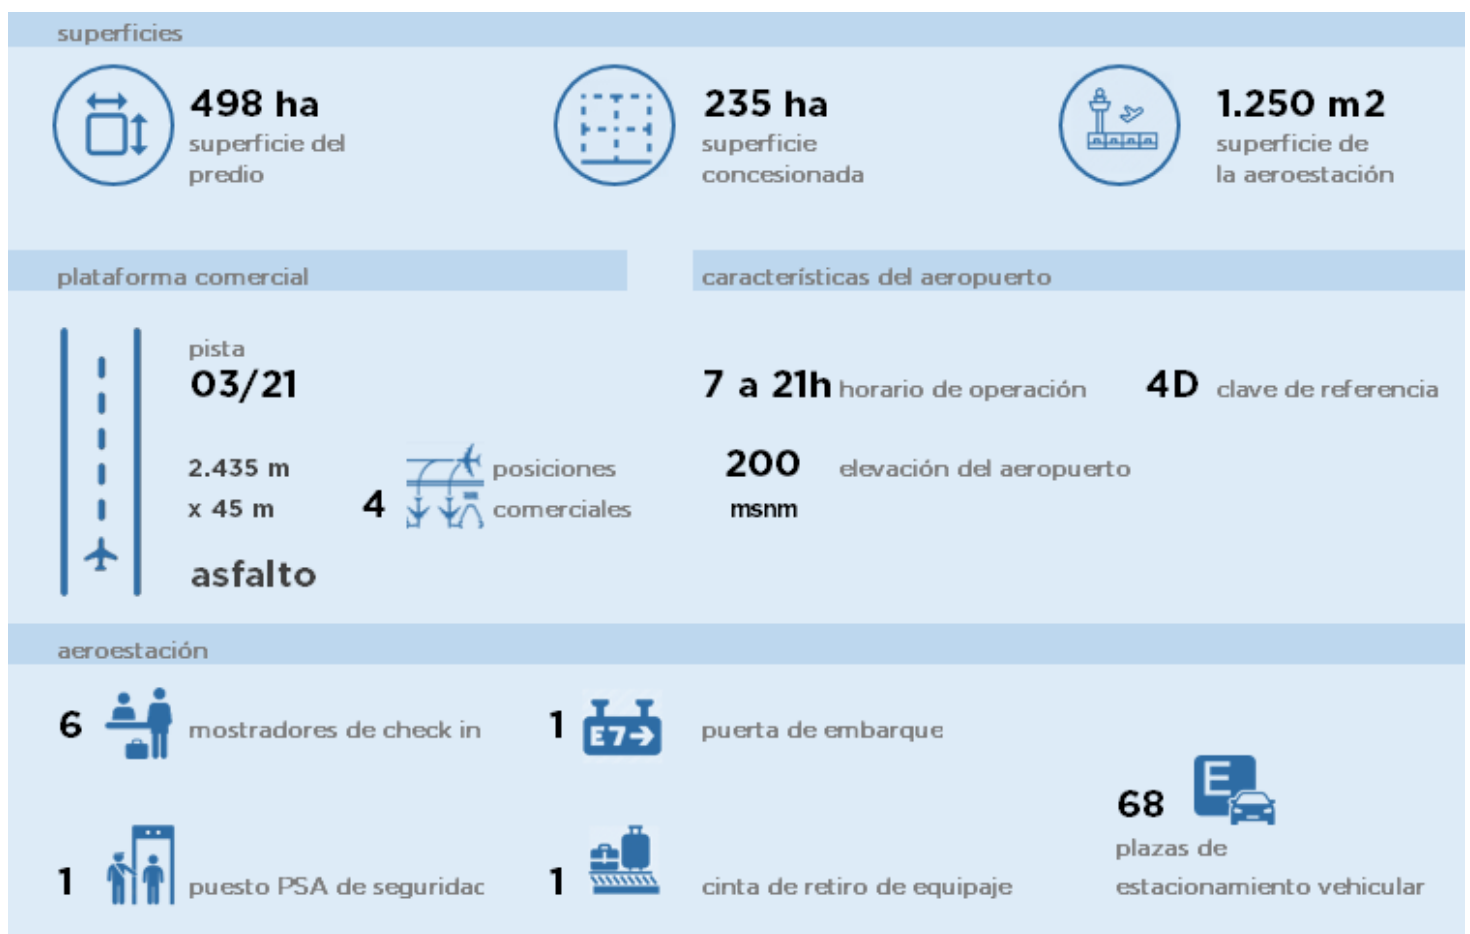 superficies
498 ha
superficie del
predio
235 ha
superficie
concesionada
1.250 m2
superficie de
la aeroestación
plataforma comercial
pista
03/21
2.435 m
x 45 m
asfalto
4
posiciones
comerciales
características del aeropuerto
7 a 21h horario de operación
4D clave de referencia
200 elevación del aeropuerto
msnm
aeroestación
6 mostradores de check in
1 E7→ puerta de embarque
1 puesto PSA de seguridac
1 cinta de retiro de equipaje
68 E
plazas de
estacionamiento vehicular